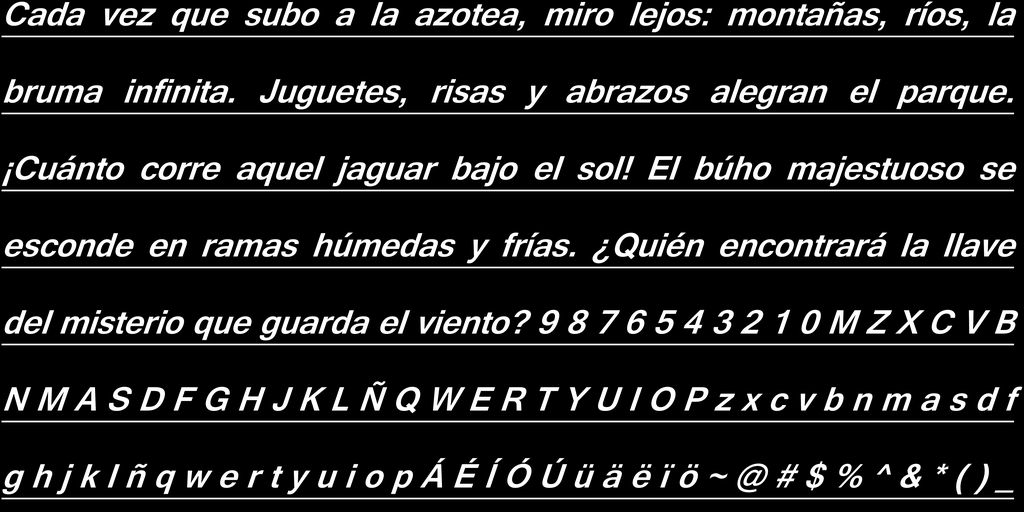 Cada vez que subo a la azotea, miro lejos: montañas, ríos, la
bruma infinita. Juguetes, risas y abrazos alegran el parque.
¡Cuánto corre aquel jaguar bajo el sol! El búho majestuoso se
esconde en ramas húmedas y frías. ¿Quién encontrará la llave
del misterio que guarda el viento? 9 8 7 6 5 4 3 2 1 0 M Z X C V B
N M A S D F G H J K L Ñ Q W E R T Y U I O P z x c v b n m a s d f
g h j k l ñ q w e r t y u i o p Á É Í Ó Ú ü ä ë ï ö ~ @ # $ % ^ & * ( ) _